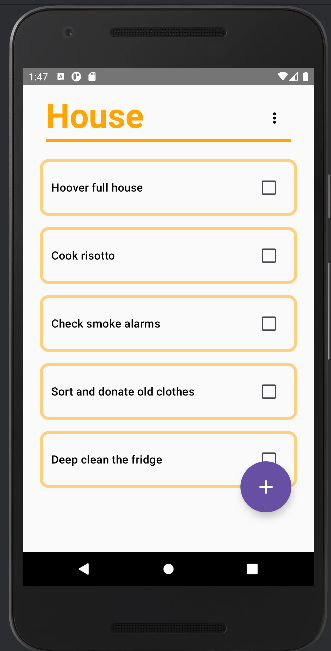 1:47
House
Hoover full house
Cook risotto
Check smoke alarms
Sort and donate old clothes
Deep clean the fridge
+